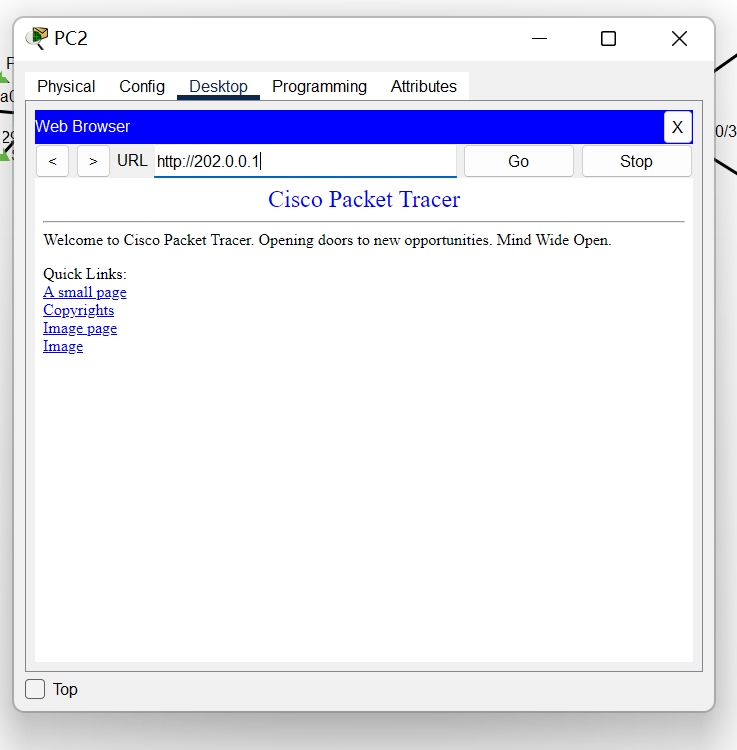 PC2
Physical Config Desktop Programming Attributes
Web Browser X
< > URL http://202.0.0.1 Go Stop
Cisco Packet Tracer
Welcome to Cisco Packet Tracer. Opening doors to new opportunities. Mind Wide Open.
Quick Links:
A small page
Copyrights
Image page
Image
Top
0/3